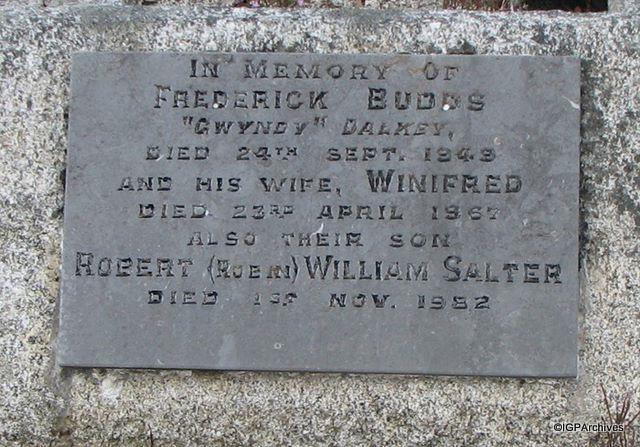 In Memory Of
Frederick Budds
"Gwyndy" Dalkey,
Died 24th Sept. 1949
and his wife, Winifred
Died 23rd April 1967
also their son
Robert (Robin) William Salter
Died 1st Nov. 1982
©IGPArchives